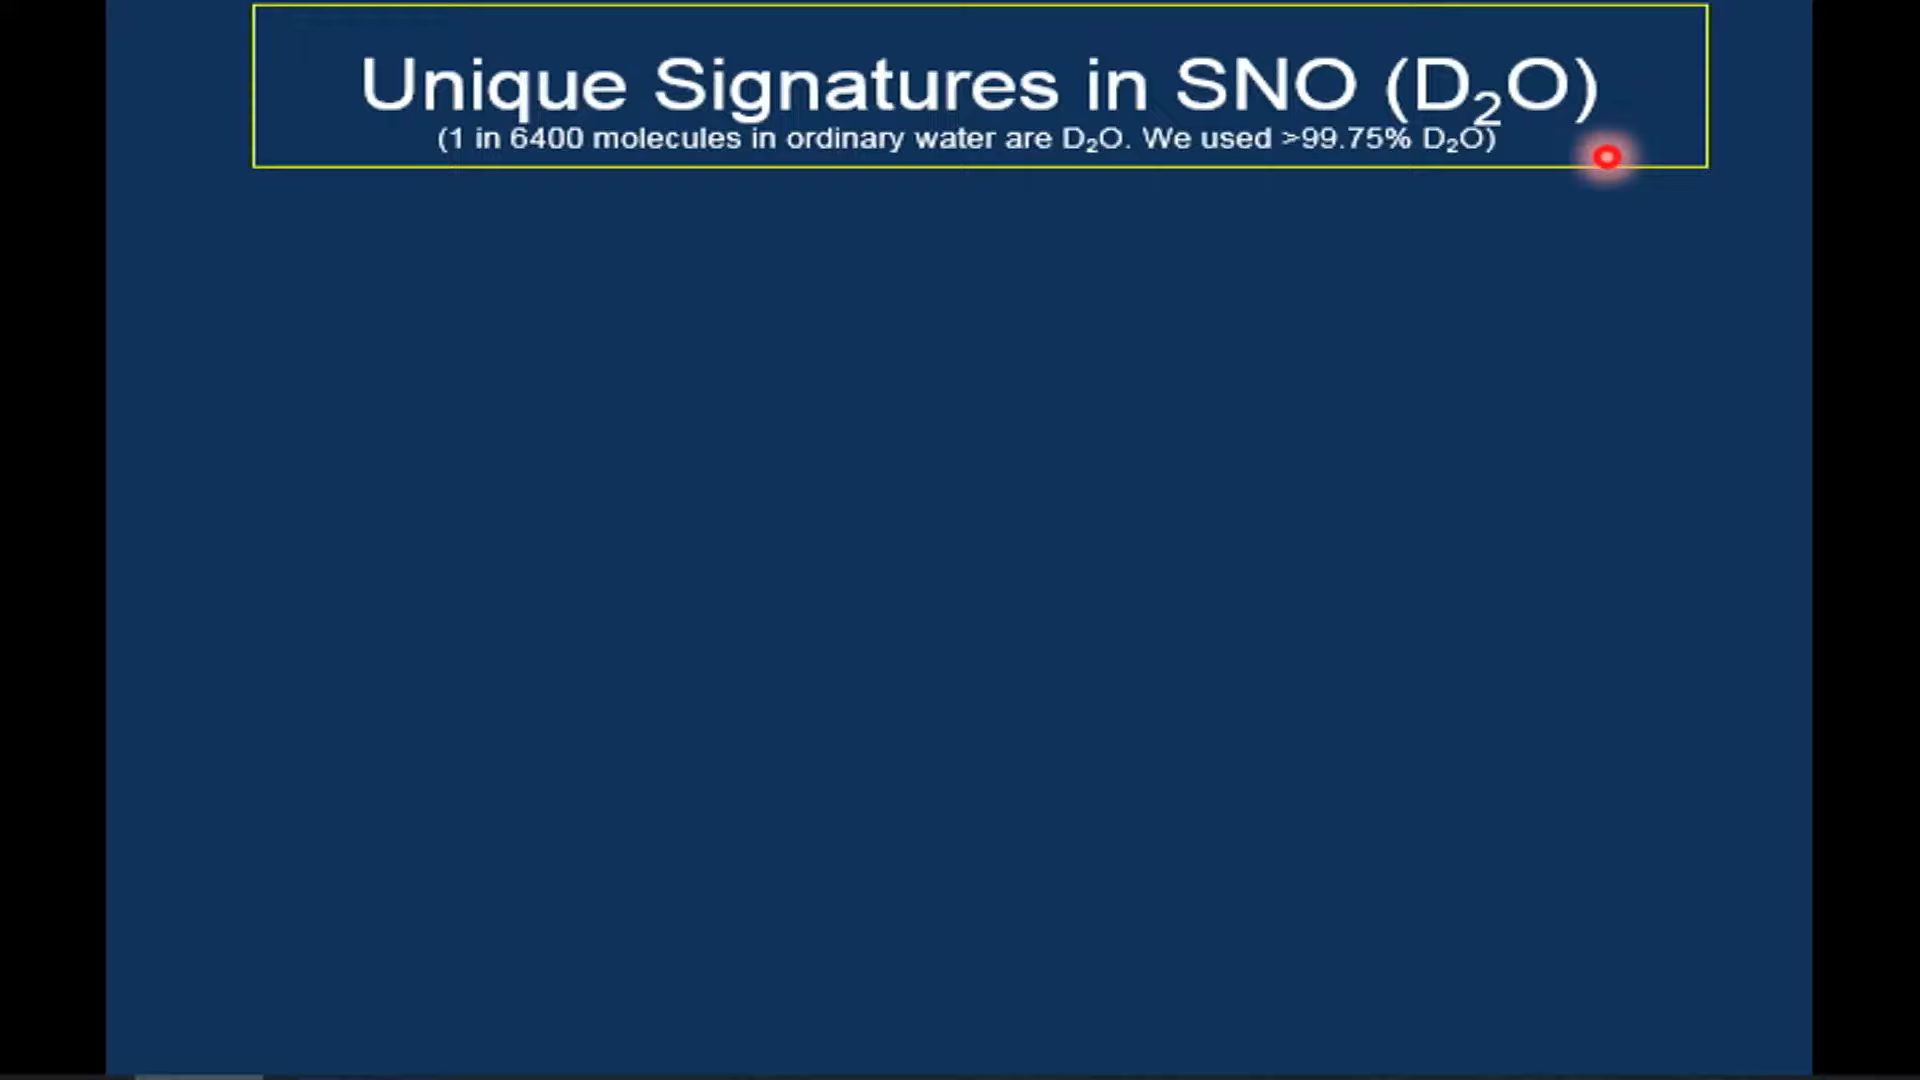 Unique Signatures in SNO (D₂O)
(1 in 6400 molecules in ordinary water are D₂O. We used >99.75% D₂O)